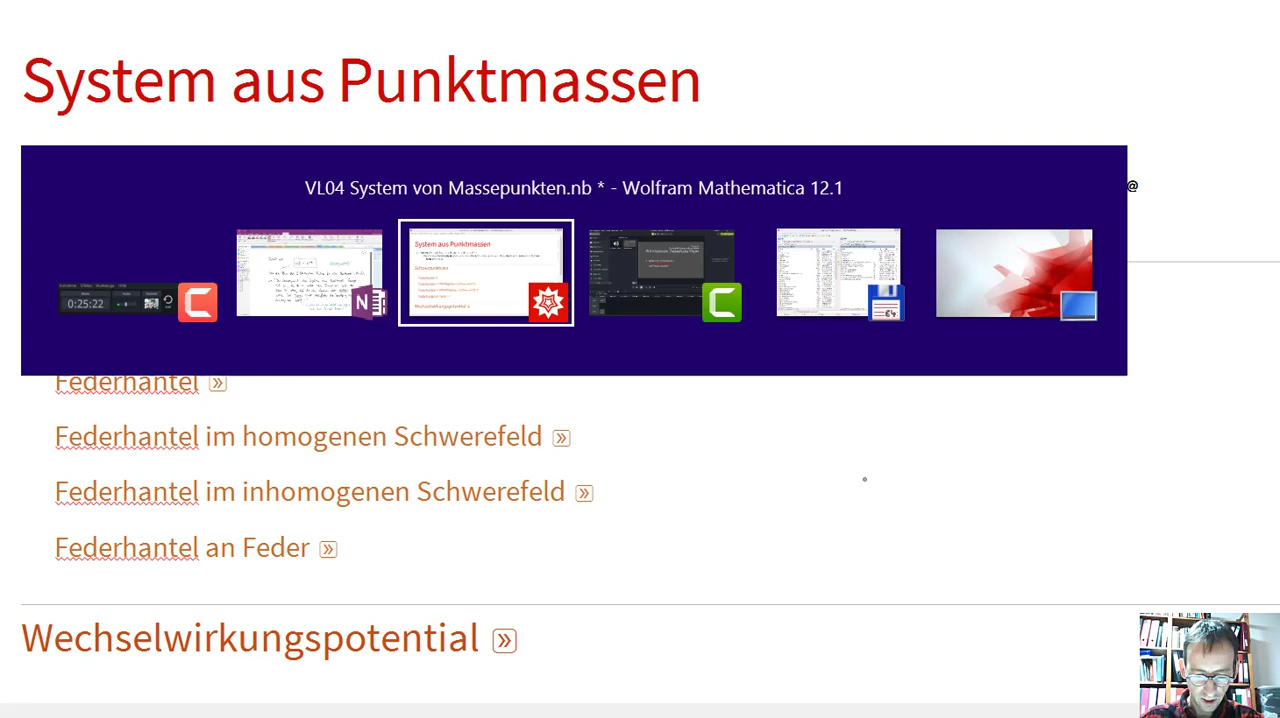 System aus Punktmassen
VL04 System von Massepunkten.nb * - Wolfram Mathematica 12.1
@
System aus Punktmassen
0:25:22
N
64
Federhantel »
Federhantel im homogenen Schwerefeld »
Federhantel im inhomogenen Schwerefeld »
Federhantel an Feder »
Wechselwirkungspotential »